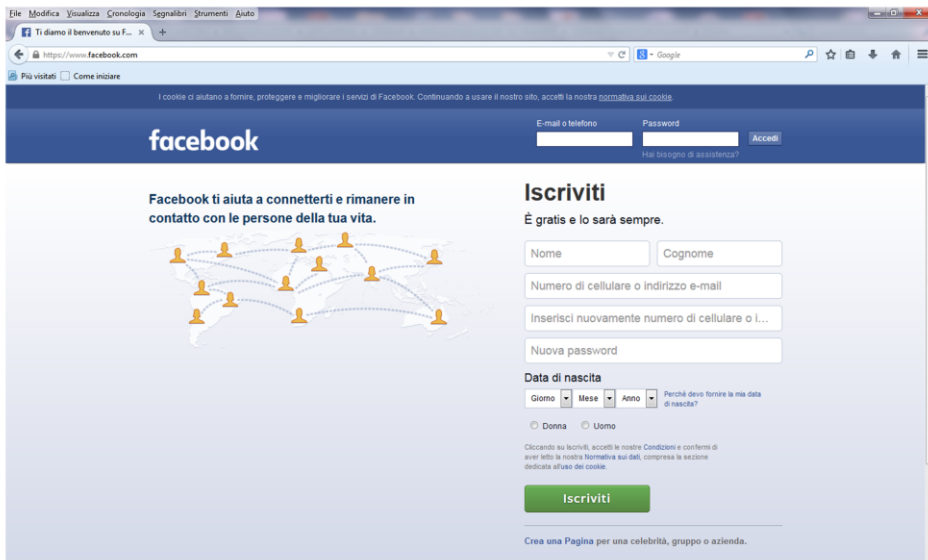 File Modifica Visualizza Cronologia Segnalibri Strumenti Aiuto
Ti diamo il benvenuto su F... × +
https://www.facebook.com
Google
Più visitati Come iniziare
I cookie ci aiutano a fornire, proteggere e migliorare i servizi di Facebook. Continuando a usare il nostro sito, accetti la nostra normativa sui cookie.
facebook
E-mail o telefono
Password
Accedi
Hai bisogno di assistenza?
Facebook ti aiuta a connetterti e rimanere in
contatto con le persone della tua vita.
Iscriviti
È gratis e lo sarà sempre.
Nome
Cognome
Numero di cellulare o indirizzo e-mail
Inserisci nuovamente numero di cellulare o i...
Nuova password
Data di nascita
Giorno Mese Anno
Perché devo fornire la mia data
di nascita?
Donna Uomo
Cliccando su Iscriviti, accetti le nostre Condizioni e confermi di
aver letto la nostra Normativa sui dati, compresa la sezione
dedicata all'uso dei cookie.
Iscriviti
Crea una Pagina per una celebrità, gruppo o azienda.